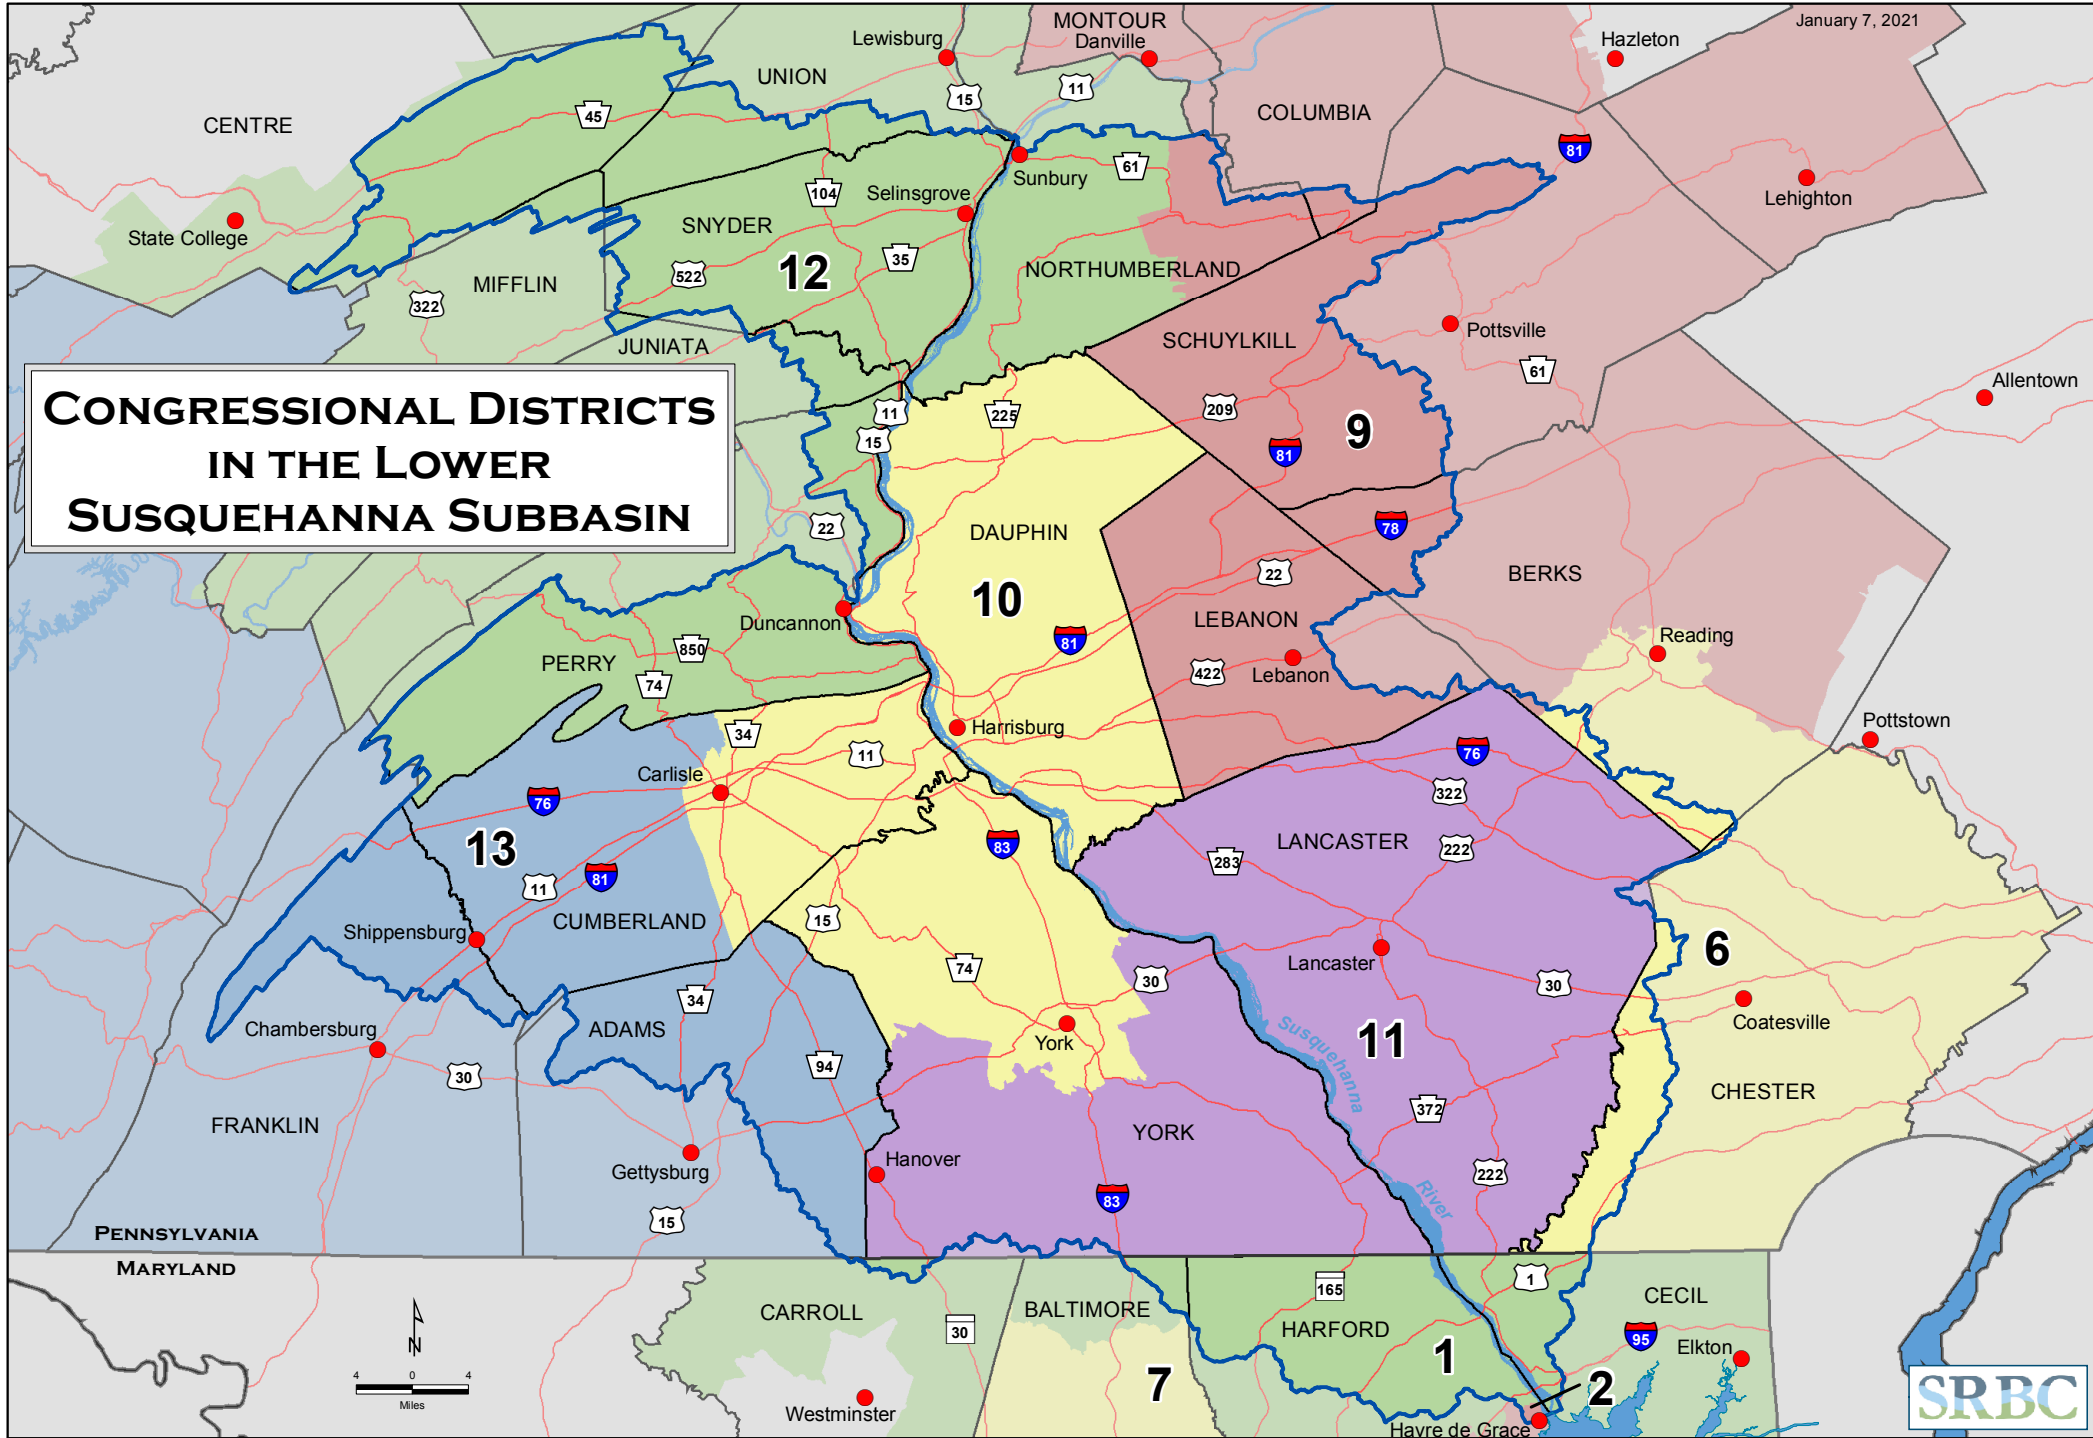 January 7, 2021
MONTOUR
Danville
Lewisburg
Hazleton
UNION
15
11
45
CENTRE
COLUMBIA
81
61
Sunbury
104
Selinsgrove
Lehighton
SNYDER
State College
35
12
522
NORTHUMBERLAND
MIFFLIN
322
Pottsville
SCHUYLKILL
JUNIATA
61
Allentown
CONGRESSIONAL DISTRICTS
IN THE LOWER
SUSQUEHANNA SUBBASIN
11
225
209
15
9
81
22
DAUPHIN
78
22
BERKS
10
Duncannon
LEBANON
81
Reading
850
PERRY
74
422
Lebanon
Pottstown
34
Harrisburg
11
76
Carlisle
76
322
13
83
LANCASTER
222
283
11
81
CUMBERLAND
15
Shippensburg
6
74
Lancaster
30
30
34
Chambersburg
ADAMS
Coatesville
York
Susquehanna
11
94
30
CHESTER
372
FRANKLIN
YORK
Hanover
Gettysburg
222
River
83
15
PENNSYLVANIA
MARYLAND
1
165
CECIL
CARROLL
BALTIMORE
30
HARFORD
95
N
Elkton
1
4 0 4
Miles
7
2
Westminster
Havre de Grace
SRBC